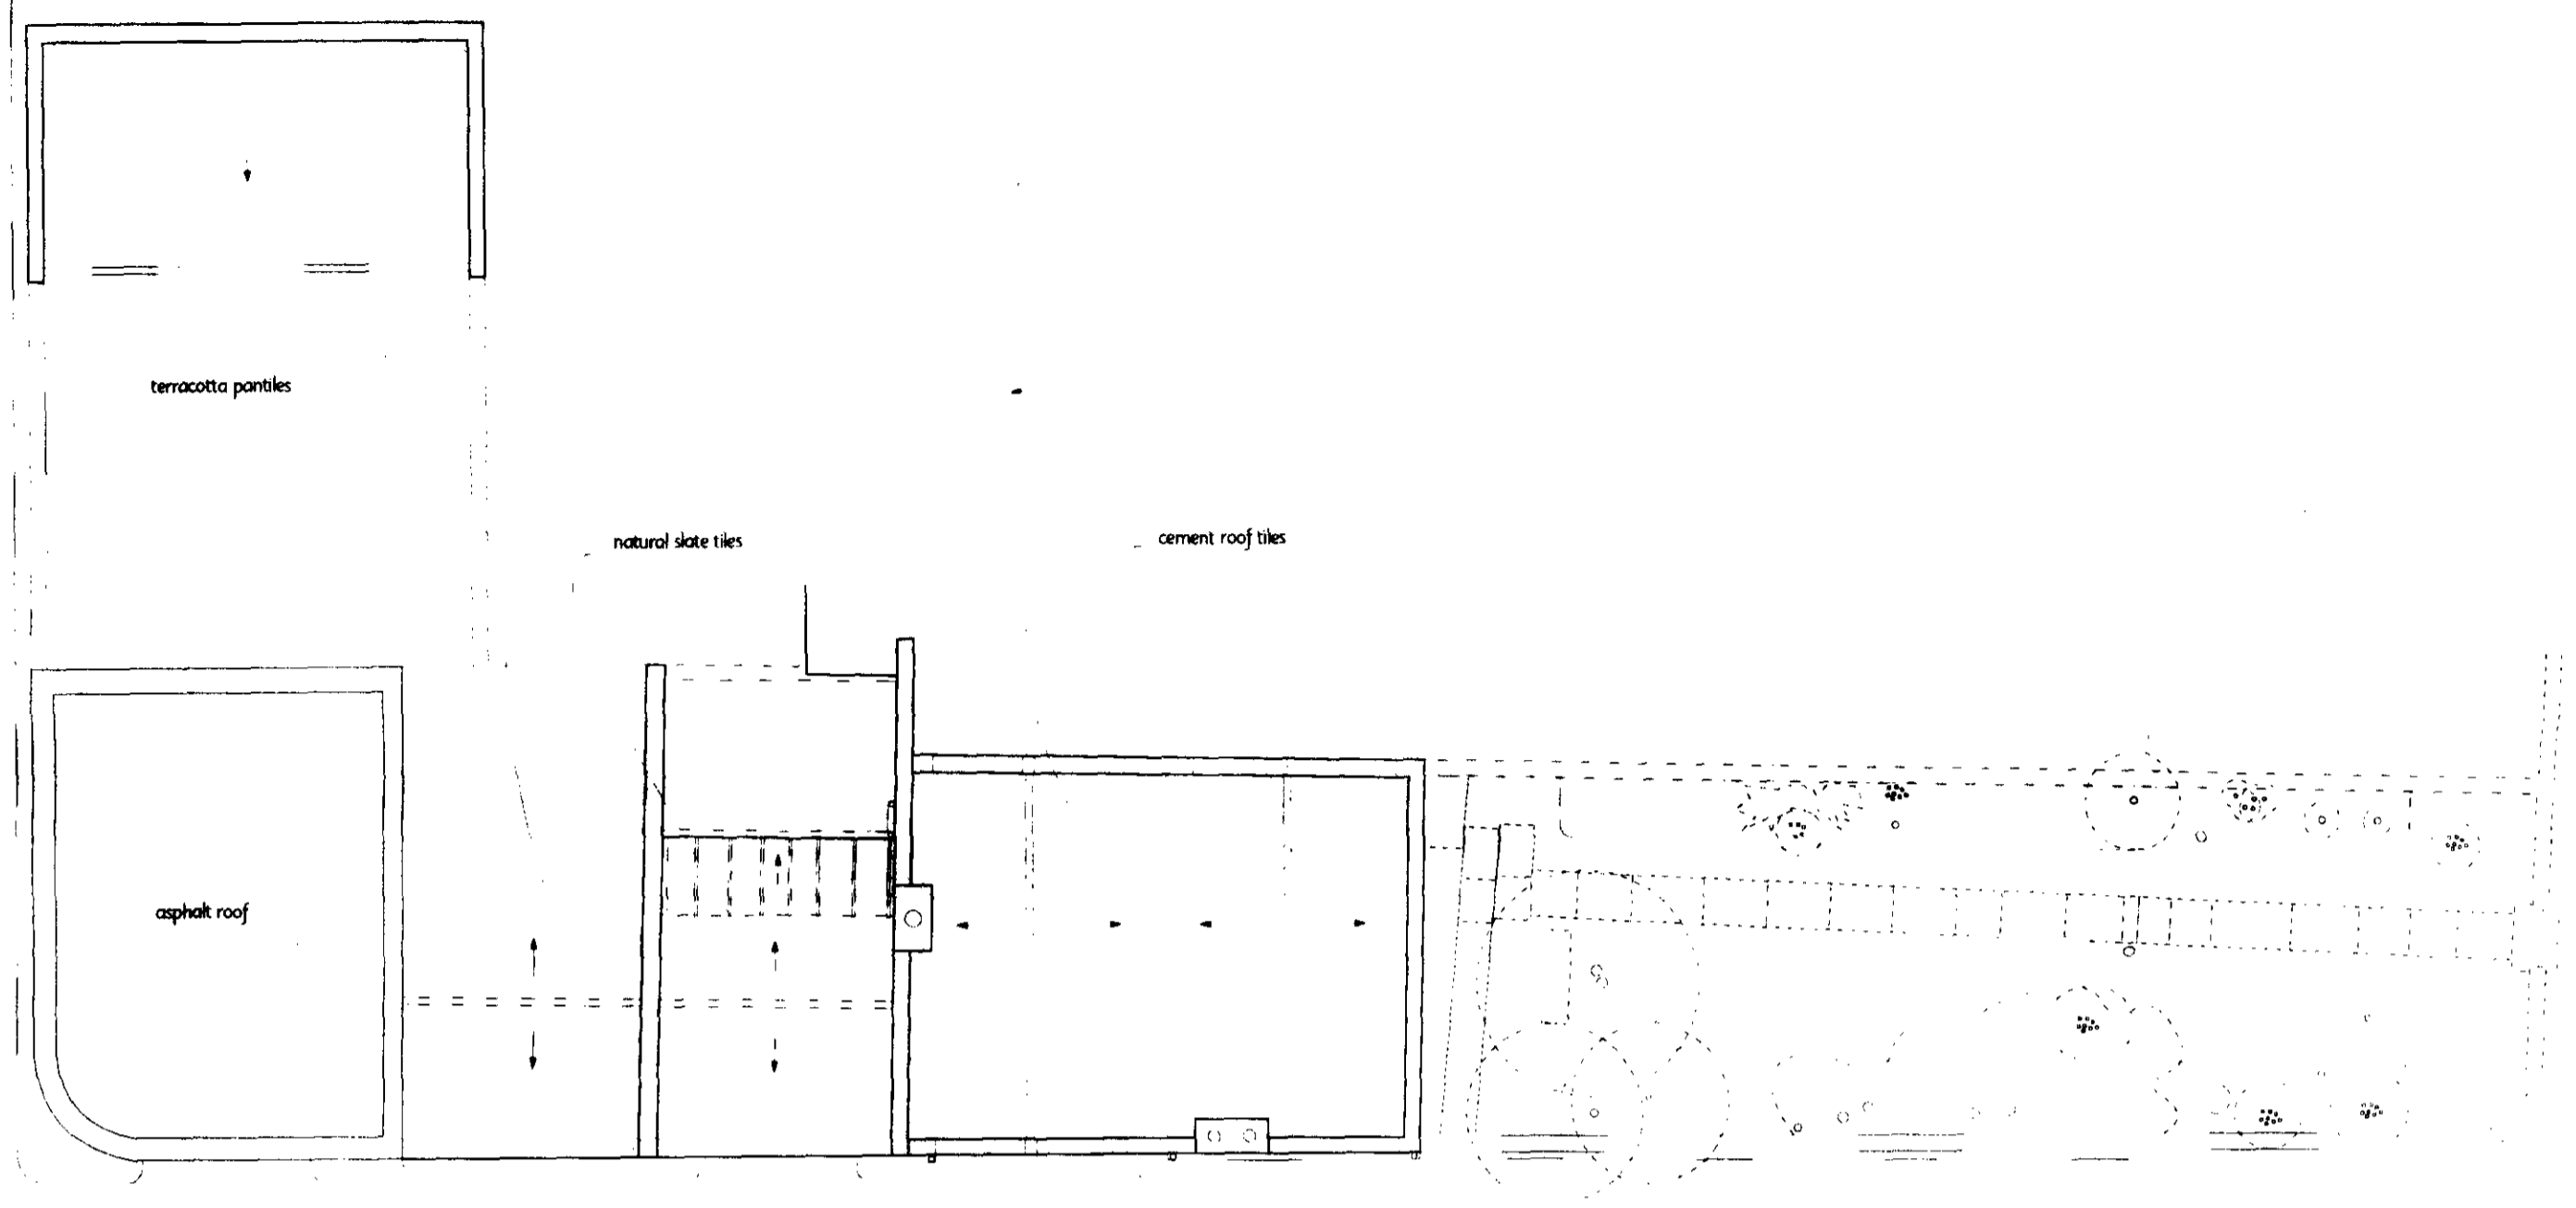 terracotta pantiles
natural slate tiles
cement roof tiles
asphalt roof